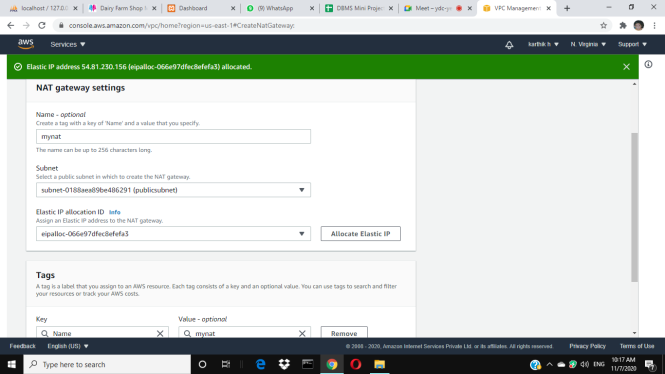 localhost / 127.0.0
Dairy Farm Shop M
Dashboard
(9) WhatsApp
DBMS Mini Project
Meet – ydc-yr
VPC Management
console.aws.amazon.com/vpc/home?region=us-east-1#CreateNatGateway:
aws Services karthik h N. Virginia Support
Elastic IP address 54.81.230.156 (eipalloc-066e97dfec8efefa3) allocated.
NAT gateway settings
Name - optional
Create a tag with a key of 'Name' and a value that you specify.
mynat
The name can be up to 256 characters long.
Subnet
Select a public subnet in which to create the NAT gateway.
subnet-0188aea89be486291 (publicsubnet)
Elastic IP allocation ID Info
Assign an Elastic IP address to the NAT gateway.
eipalloc-066e97dfec8efefa3 Allocate Elastic IP
Tags
A tag is a label that you assign to an AWS resource. Each tag consists of a key and an optional value. You can use tags to search and filter
your resources or track your AWS costs.
Key Value - optional
Name mynat Remove
Feedback English (US) © 2008 - 2020, Amazon Internet Services Private Ltd. or its affiliates. All rights reserved. Privacy Policy Terms of Use
Type here to search
ENG
10:17 AM
11/7/2020